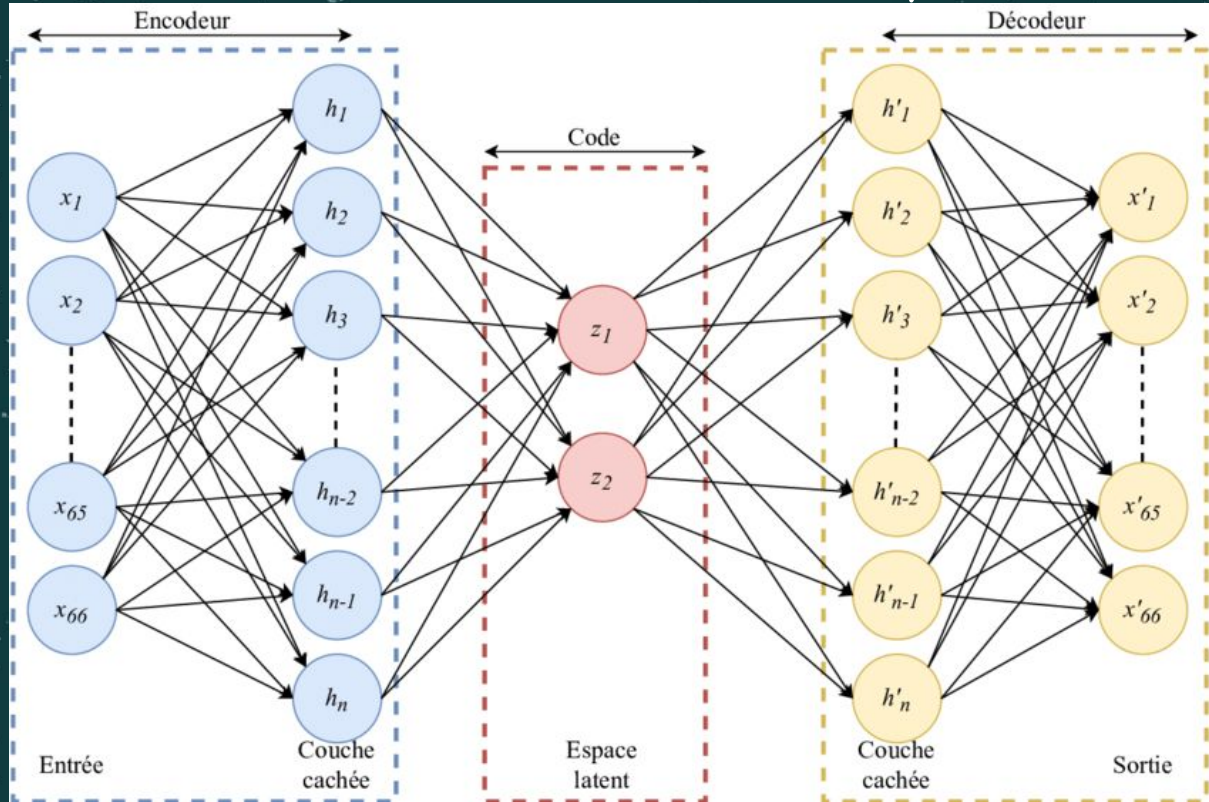 Encodeur
Décodeur
Code
x1
x2
x65
x66
h1
h2
h3
hn-2
hn-1
hn
z1
z2
h'1
h'2
h'3
h'n-2
h'n-1
h'n
x'1
x'2
x'65
x'66
Entrée
Couche
cachée
Espace
latent
Couche
cachée
Sortie